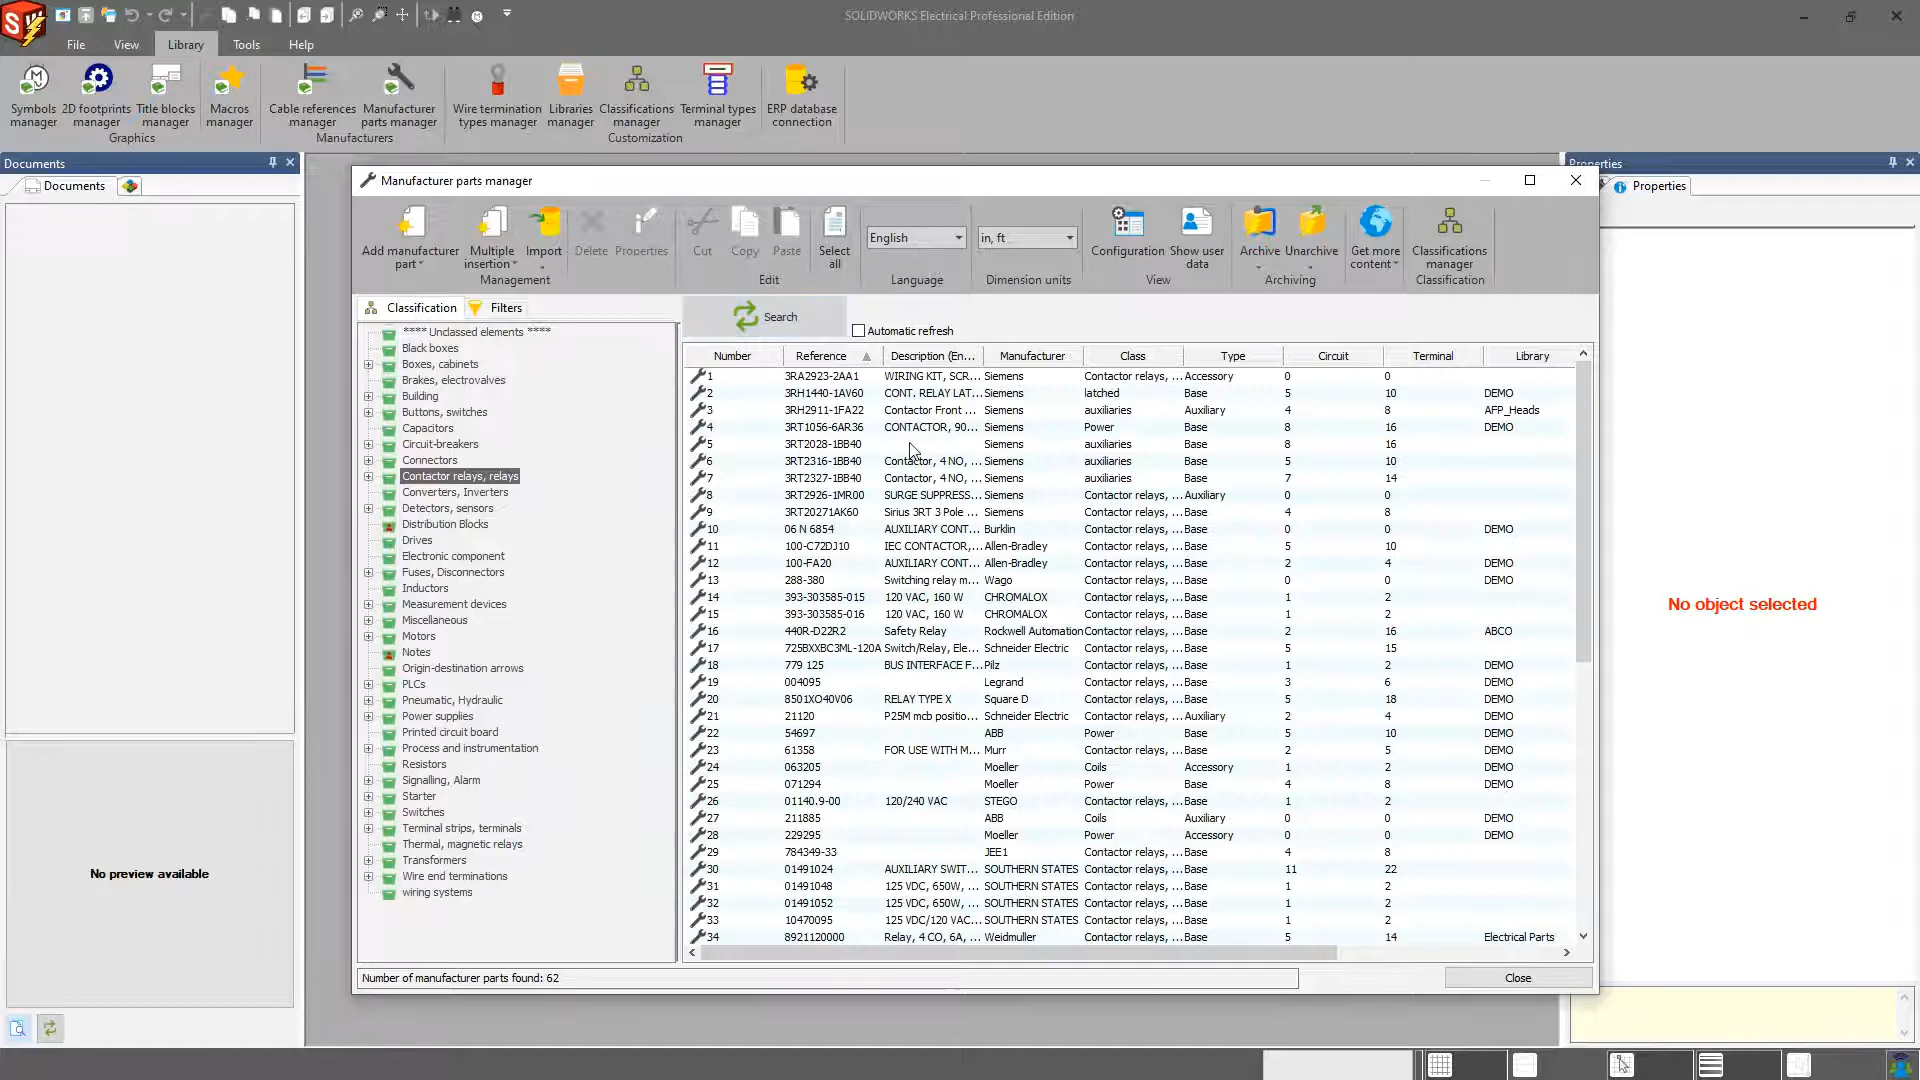 SOLIDWORKS Electrical Professional Edition
File View Library Tools Help
Symbols manager
2D footprints manager
Title blocks manager
Macros manager
Cable references manager
Manufacturer parts manager
Wire termination types manager
Libraries manager
Classifications manager
Terminal types manager
ERP database connection
Graphics Manufacturers Customization
Documents
Documents
Properties
Properties
Manufacturer parts manager
Add manufacturer part
Multiple insertion
Import
Delete
Properties
Cut
Copy
Paste
Select all
English
in, ft
Configuration
Show user data
Archive
Unarchive
Get more content
Classifications manager
Management Edit Language Dimension units View Archiving Classification
Classification Filters
**** Unclassed elements ****
Black boxes
Boxes, cabinets
Brakes, electrovalves
Building
Buttons, switches
Capacitors
Circuit-breakers
Connectors
Contactor relays, relays
Converters, Inverters
Detectors, sensors
Distribution Blocks
Drives
Electronic component
Fuses, Disconnectors
Inductors
Measurement devices
Miscellaneous
Motors
Notes
Origin-destination arrows
PLCs
Pneumatic, Hydraulic
Power supplies
Printed circuit board
Process and instrumentation
Resistors
Signalling, Alarm
Starter
Switches
Terminal strips, terminals
Thermal, magnetic relays
Transformers
Wire end terminations
wiring systems
Search
Automatic refresh
Number Reference Description (En... Manufacturer Class Type Circuit Terminal Library
1 3RA2923-2AA1 WIRING KIT, SCR... Siemens Contactor relays, ... Accessory 0 0
2 3RH1440-1AV60 CONT. RELAY LAT... Siemens latched Base 5 10 DEMO
3 3RH2911-1FA22 Contactor Front ... Siemens auxiliaries Auxiliary 4 8 AFP_Heads
4 3RT1056-6AR36 CONTACTOR, 90... Siemens Power Base 8 16 DEMO
5 3RT2028-1BB40 Siemens auxiliaries Base 8 16
6 3RT2316-1BB40 Contactor, 4 NO, ... Siemens auxiliaries Base 5 10
7 3RT2327-1BB40 Contactor, 4 NO, ... Siemens auxiliaries Base 7 14
8 3RT2926-1MR00 SURGE SUPPRESS... Siemens Contactor relays, ... Auxiliary 0 0
9 3RT20271AK60 Sirius 3RT 3 Pole ... Siemens Contactor relays, ... Base 4 8
10 06 N 6854 AUXILIARY CONT... Burklin Contactor relays, ... Base 0 0 DEMO
11 100-C72DJ10 IEC CONTACTOR,... Allen-Bradley Contactor relays, ... Base 5 10
12 100-FA20 AUXILIARY CONT... Allen-Bradley Contactor relays, ... Base 2 4 DEMO
13 288-380 Switching relay m... Wago Contactor relays, ... Base 0 0 DEMO
14 393-303585-015 120 VAC, 160 W CHROMALOX Contactor relays, ... Base 1 2
15 393-303585-016 120 VAC, 160 W CHROMALOX Contactor relays, ... Base 1 2
16 440R-D22R2 Safety Relay Rockwell Automation Contactor relays, ... Base 2 16 ABCO
17 725BXXBC3ML-120A Switch/Relay, Ele... Schneider Electric Contactor relays, ... Base 5 15
18 779 125 BUS INTERFACE F... Pilz Contactor relays, ... Base 1 2 DEMO
19 004095 Legrand Contactor relays, ... Base 3 6 DEMO
20 8501XO40V06 RELAY TYPE X Square D Contactor relays, ... Base 5 18 DEMO
21 21120 P25M mcb positio... Schneider Electric Contactor relays, ... Auxiliary 2 4 DEMO
22 54697 ABB Power Base 5 10 DEMO
23 61358 FOR USE WITH M... Murr Contactor relays, ... Base 2 5 DEMO
24 063205 Moeller Coils Accessory 1 2 DEMO
25 071294 Moeller Power Base 4 8 DEMO
26 01140.9-00 120/240 VAC STEGO Contactor relays, ... Base 1 2
27 211885 ABB Coils Auxiliary 0 0 DEMO
28 229295 Moeller Power Accessory 0 0 DEMO
29 784349-33 JEE1 Contactor relays, ... Base 4 8
30 01491024 AUXILIARY SWIT... SOUTHERN STATES Contactor relays, ... Base 11 22
31 01491048 125 VDC, 650W, ... SOUTHERN STATES Contactor relays, ... Base 1 2
32 01491052 125 VDC, 650W, ... SOUTHERN STATES Contactor relays, ... Base 1 2
33 10470095 125 VDC/120 VAC... SOUTHERN STATES Contactor relays, ... Base 1 2
34 8921120000 Relay, 4 CO, 6A, ... Weidmuller Contactor relays, ... Base 5 14 Electrical Parts
Number of manufacturer parts found: 62
Close
No preview available
No object selected